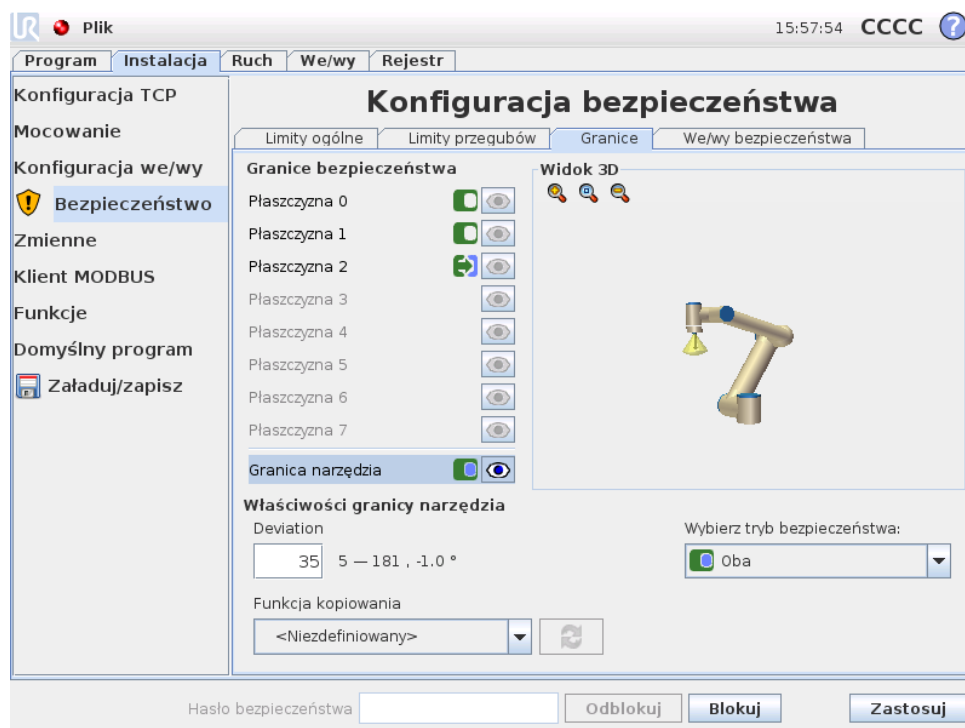 UR Plik 15:57:54 CCCC ?
Program Instalacja Ruch We/wy Rejestr
Konfiguracja TCP
Mocowanie
Konfiguracja we/wy
Bezpieczeństwo
Zmienne
Klient MODBUS
Funkcje
Domyślny program
Załaduj/zapisz
Konfiguracja bezpieczeństwa
Limity ogólne Limity przegubów Granice We/wy bezpieczeństwa
Granice bezpieczeństwa
Płaszczyzna 0
Płaszczyzna 1
Płaszczyzna 2
Płaszczyzna 3
Płaszczyzna 4
Płaszczyzna 5
Płaszczyzna 6
Płaszczyzna 7
Granica narzędzia
Widok 3D
Właściwości granicy narzędzia
Deviation
35 5 — 181 , -1.0 °
Wybierz tryb bezpieczeństwa:
Oba
Funkcja kopiowania
<Niezdefiniowany>
Hasło bezpieczeństwa Odblokuj Blokuj Zastosuj